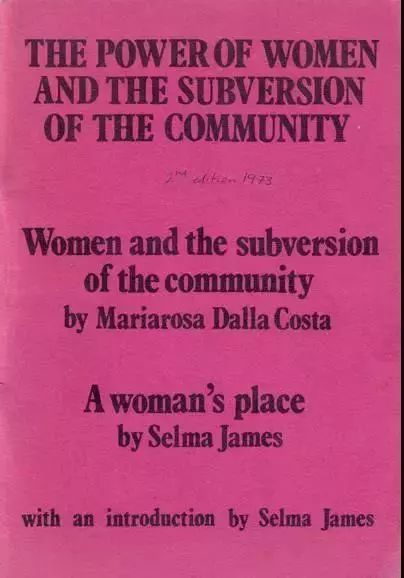 THE POWER OF WOMEN
AND THE SUBVERSION
OF THE COMMUNITY
2nd edition 1973
Women and the subversion
of the community
by Mariarosa Dalla Costa
A woman's place
by Selma James
with an introduction by Selma James